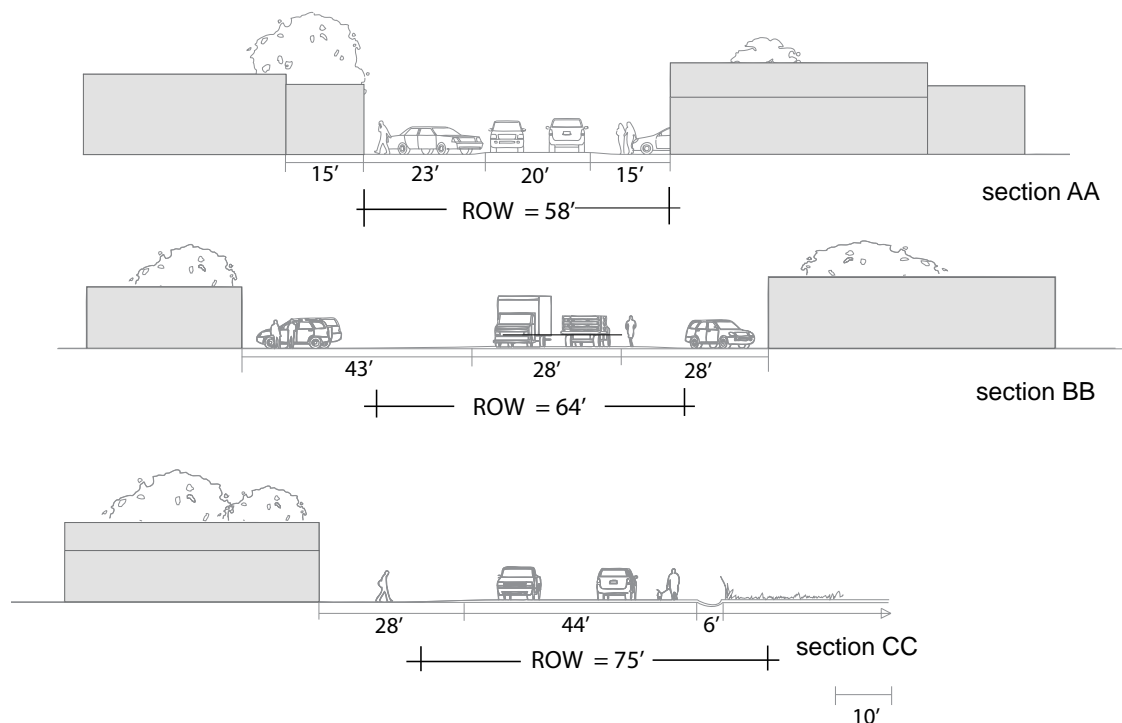 15′ 23′ 20′ 15′
section AA
ROW = 58′
43′ 28′ 28′
section BB
ROW = 64′
28′ 44′ 6′
section CC
ROW = 75′
10′